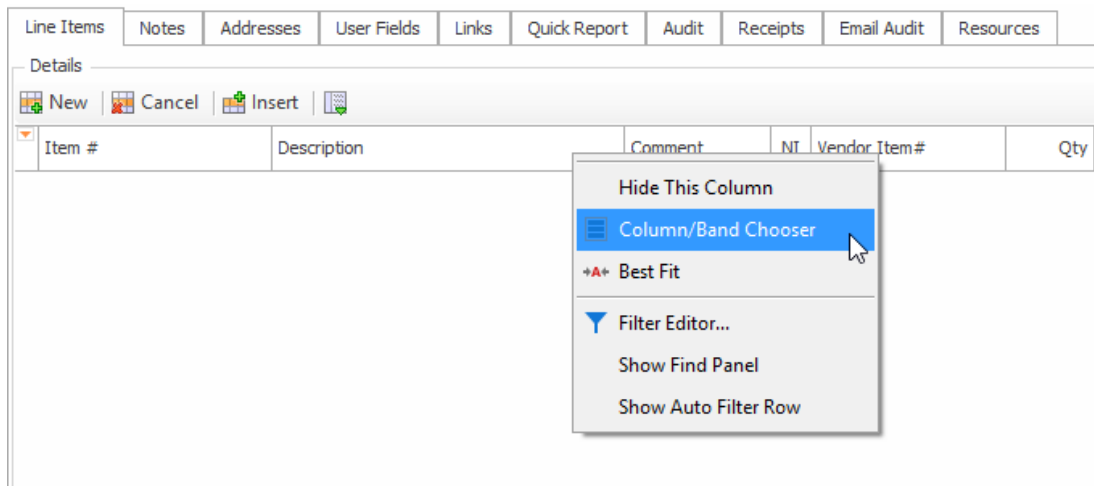 Line Items Notes Addresses User Fields Links Quick Report Audit Receipts Email Audit Resources
Details
New Cancel Insert
Item # Description Comment NI Vendor Item# Qty
Hide This Column
Column/Band Chooser
A Best Fit
Filter Editor...
Show Find Panel
Show Auto Filter Row